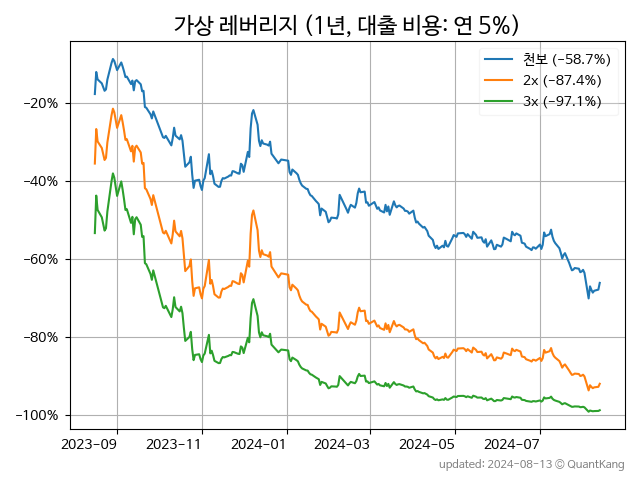 가상 레버리지 (1년, 대출 비용: 연 5%)
천보 (−58.7%)
2x (−87.4%)
3x (−97.1%)
−20%
−40%
−60%
−80%
−100%
2023-09 2023-11 2024-01 2024-03 2024-05 2024-07
updated: 2024-08-13 © QuantKang